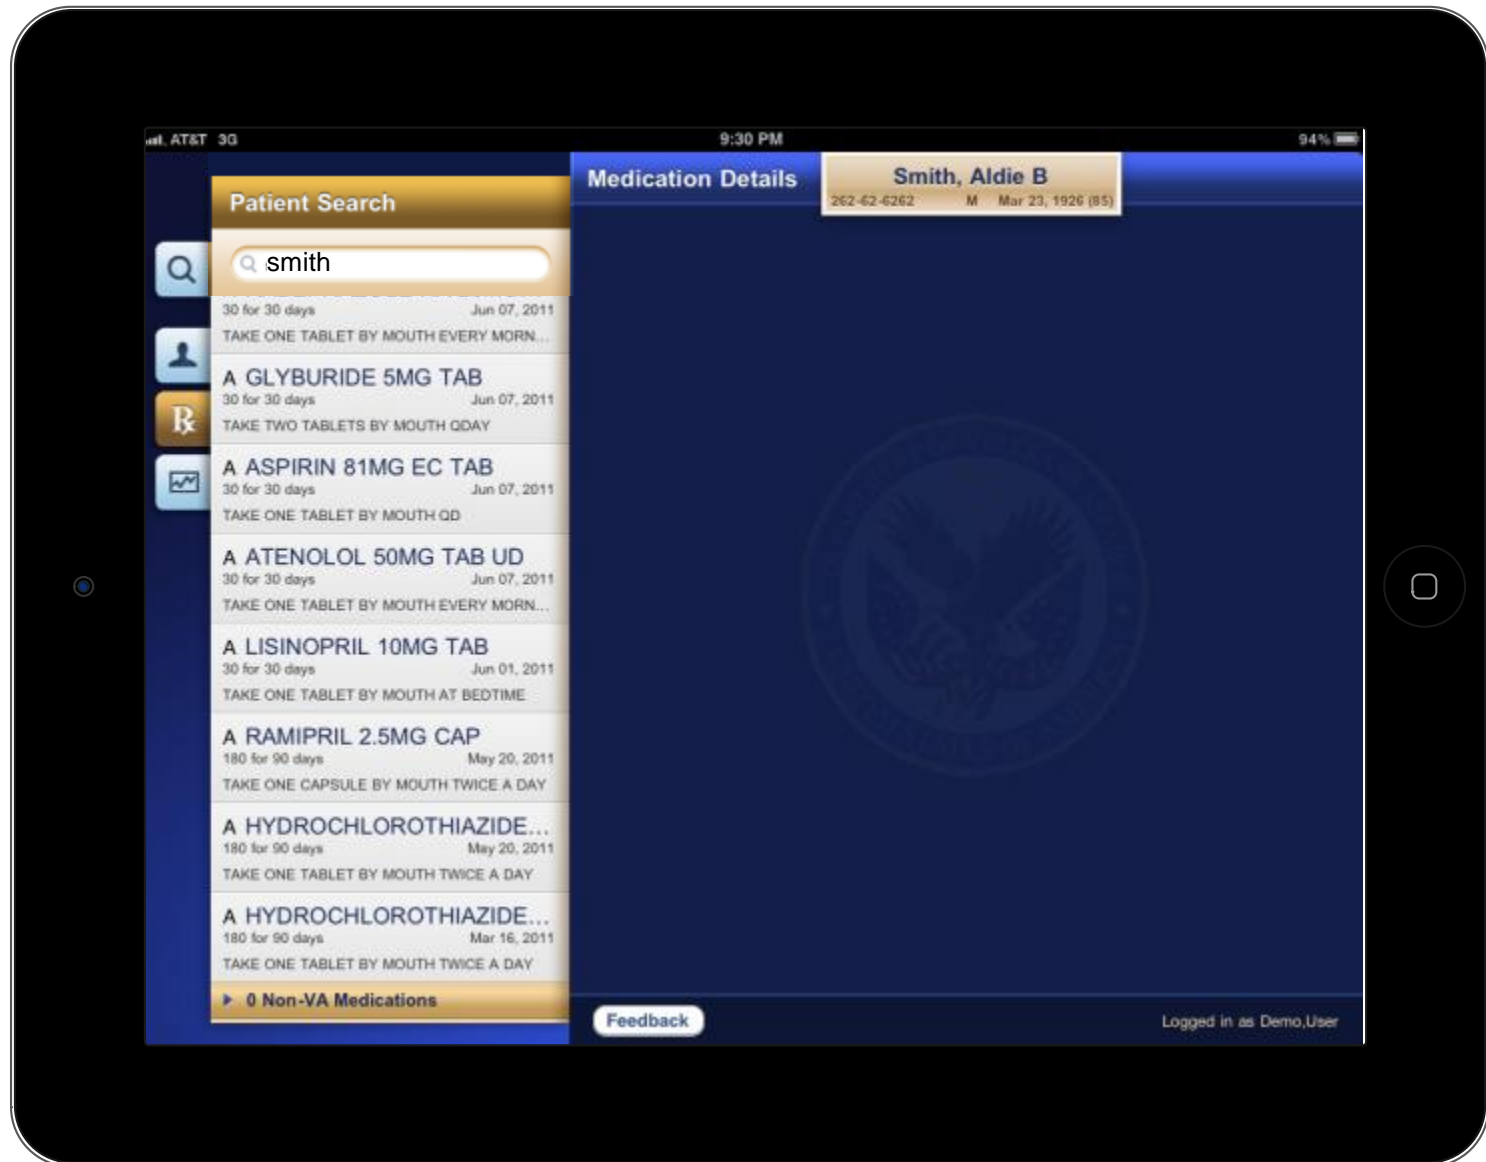 AT&T 3G 9:30 PM 94%
Medication Details
Smith, Aldie B
262-62-6262 M Mar 23, 1926 (85)
Patient Search
smith
30 for 30 days Jun 07, 2011
TAKE ONE TABLET BY MOUTH EVERY MORN...
A GLYBURIDE 5MG TAB
30 for 30 days Jun 07, 2011
TAKE TWO TABLETS BY MOUTH QDAY
A ASPIRIN 81MG EC TAB
30 for 30 days Jun 07, 2011
TAKE ONE TABLET BY MOUTH QD
A ATENOLOL 50MG TAB UD
30 for 30 days Jun 07, 2011
TAKE ONE TABLET BY MOUTH EVERY MORN...
A LISINOPRIL 10MG TAB
30 for 30 days Jun 01, 2011
TAKE ONE TABLET BY MOUTH AT BEDTIME
A RAMIPRIL 2.5MG CAP
180 for 90 days May 20, 2011
TAKE ONE CAPSULE BY MOUTH TWICE A DAY
A HYDROCHLOROTHIAZIDE...
180 for 90 days May 20, 2011
TAKE ONE TABLET BY MOUTH TWICE A DAY
A HYDROCHLOROTHIAZIDE...
180 for 90 days Mar 16, 2011
TAKE ONE TABLET BY MOUTH TWICE A DAY
0 Non-VA Medications
Feedback
Logged in as Demo,User